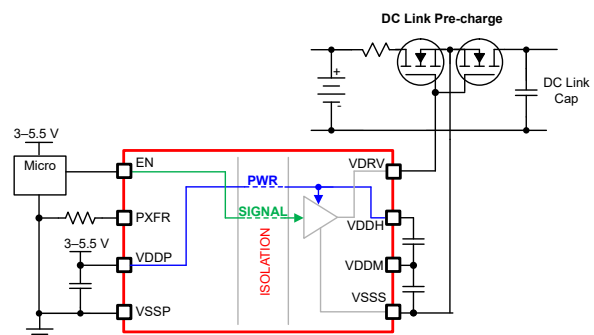 DC Link Pre-charge
+
-
DC Link
Cap
3–5.5 V
Micro
EN
PWR
VDRV
PXFR
SIGNAL
VDDH
3–5.5 V
VDDP
ISOLATION
VDDM
VSSP
VSSS